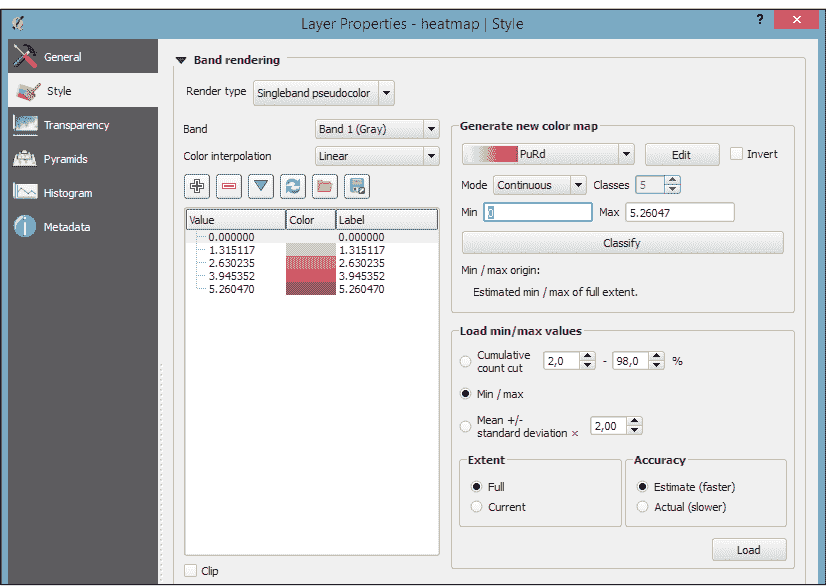 Layer Properties - heatmap | Style
?
General
Style
Transparency
Pyramids
Histogram
Metadata
Band rendering
Render type Singleband pseudocolor
Band Band 1 (Gray)
Color interpolation Linear
Value Color Label
0.000000 0.000000
1.315117 1.315117
2.630235 2.630235
3.945352 3.945352
5.260470 5.260470
Clip
Generate new color map
PuRd Edit Invert
Mode Continuous Classes 5
Min 0 Max 5.26047
Classify
Min / max origin:
Estimated min / max of full extent.
Load min/max values
Cumulative
count cut 2,0 - 98,0 %
Min / max
Mean +/-
standard deviation × 2,00
Extent
Full
Current
Accuracy
Estimate (faster)
Actual (slower)
Load